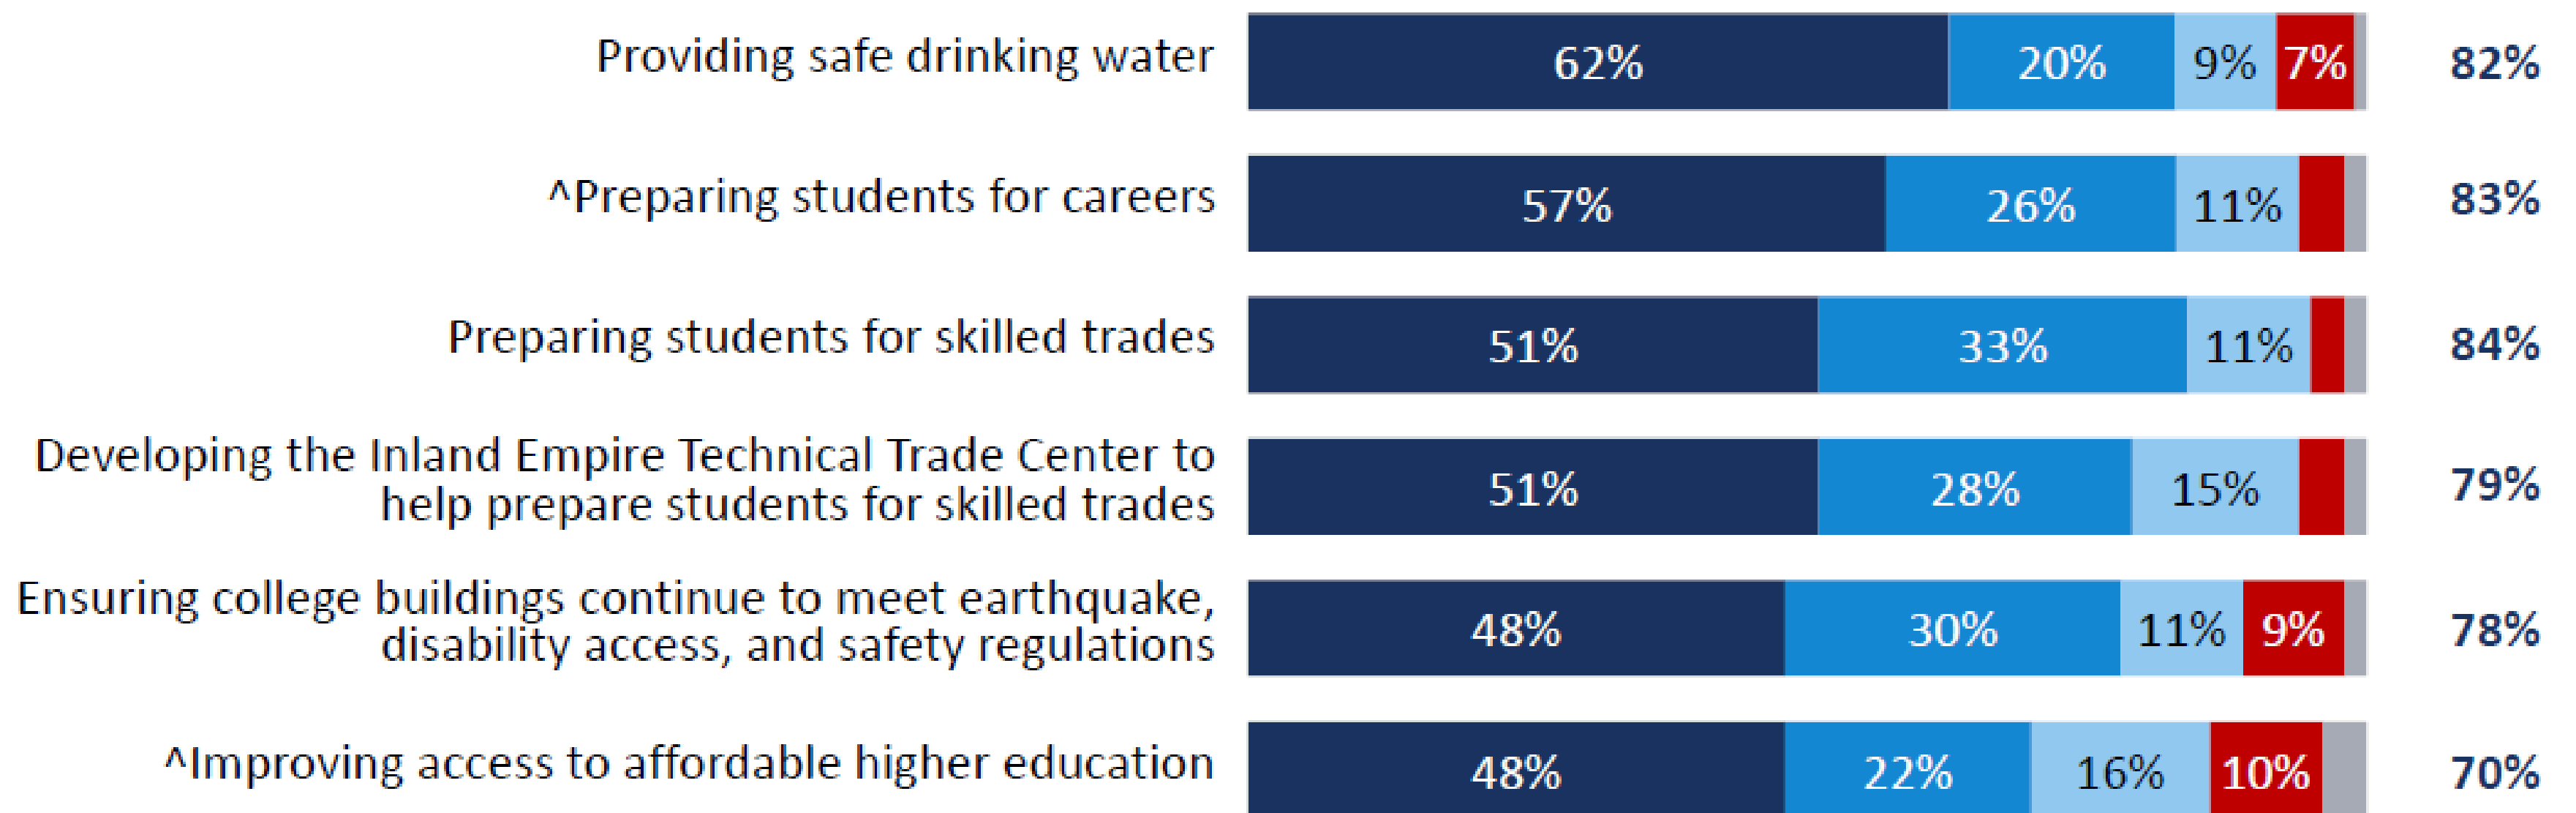 Providing safe drinking water 62% 20% 9% 7% 82%
^Preparing students for careers 57% 26% 11% 83%
Preparing students for skilled trades 51% 33% 11% 84%
Developing the Inland Empire Technical Trade Center to
help prepare students for skilled trades 51% 28% 15% 79%
Ensuring college buildings continue to meet earthquake,
disability access, and safety regulations 48% 30% 11% 9% 78%
^Improving access to affordable higher education 48% 22% 16% 10% 70%